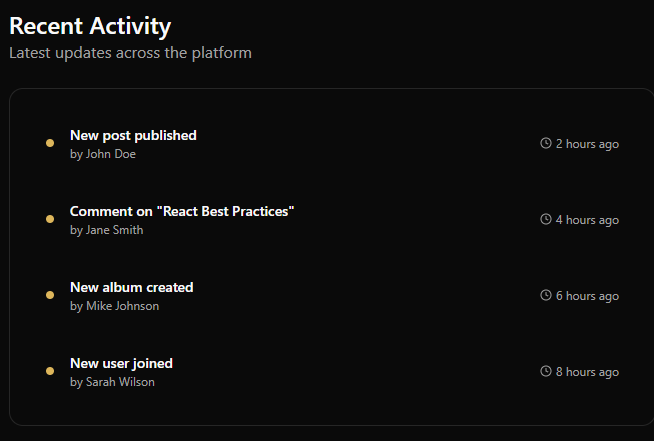 Recent Activity
Latest updates across the platform
New post published
by John Doe
2 hours ago
Comment on "React Best Practices"
by Jane Smith
4 hours ago
New album created
by Mike Johnson
6 hours ago
New user joined
by Sarah Wilson
8 hours ago